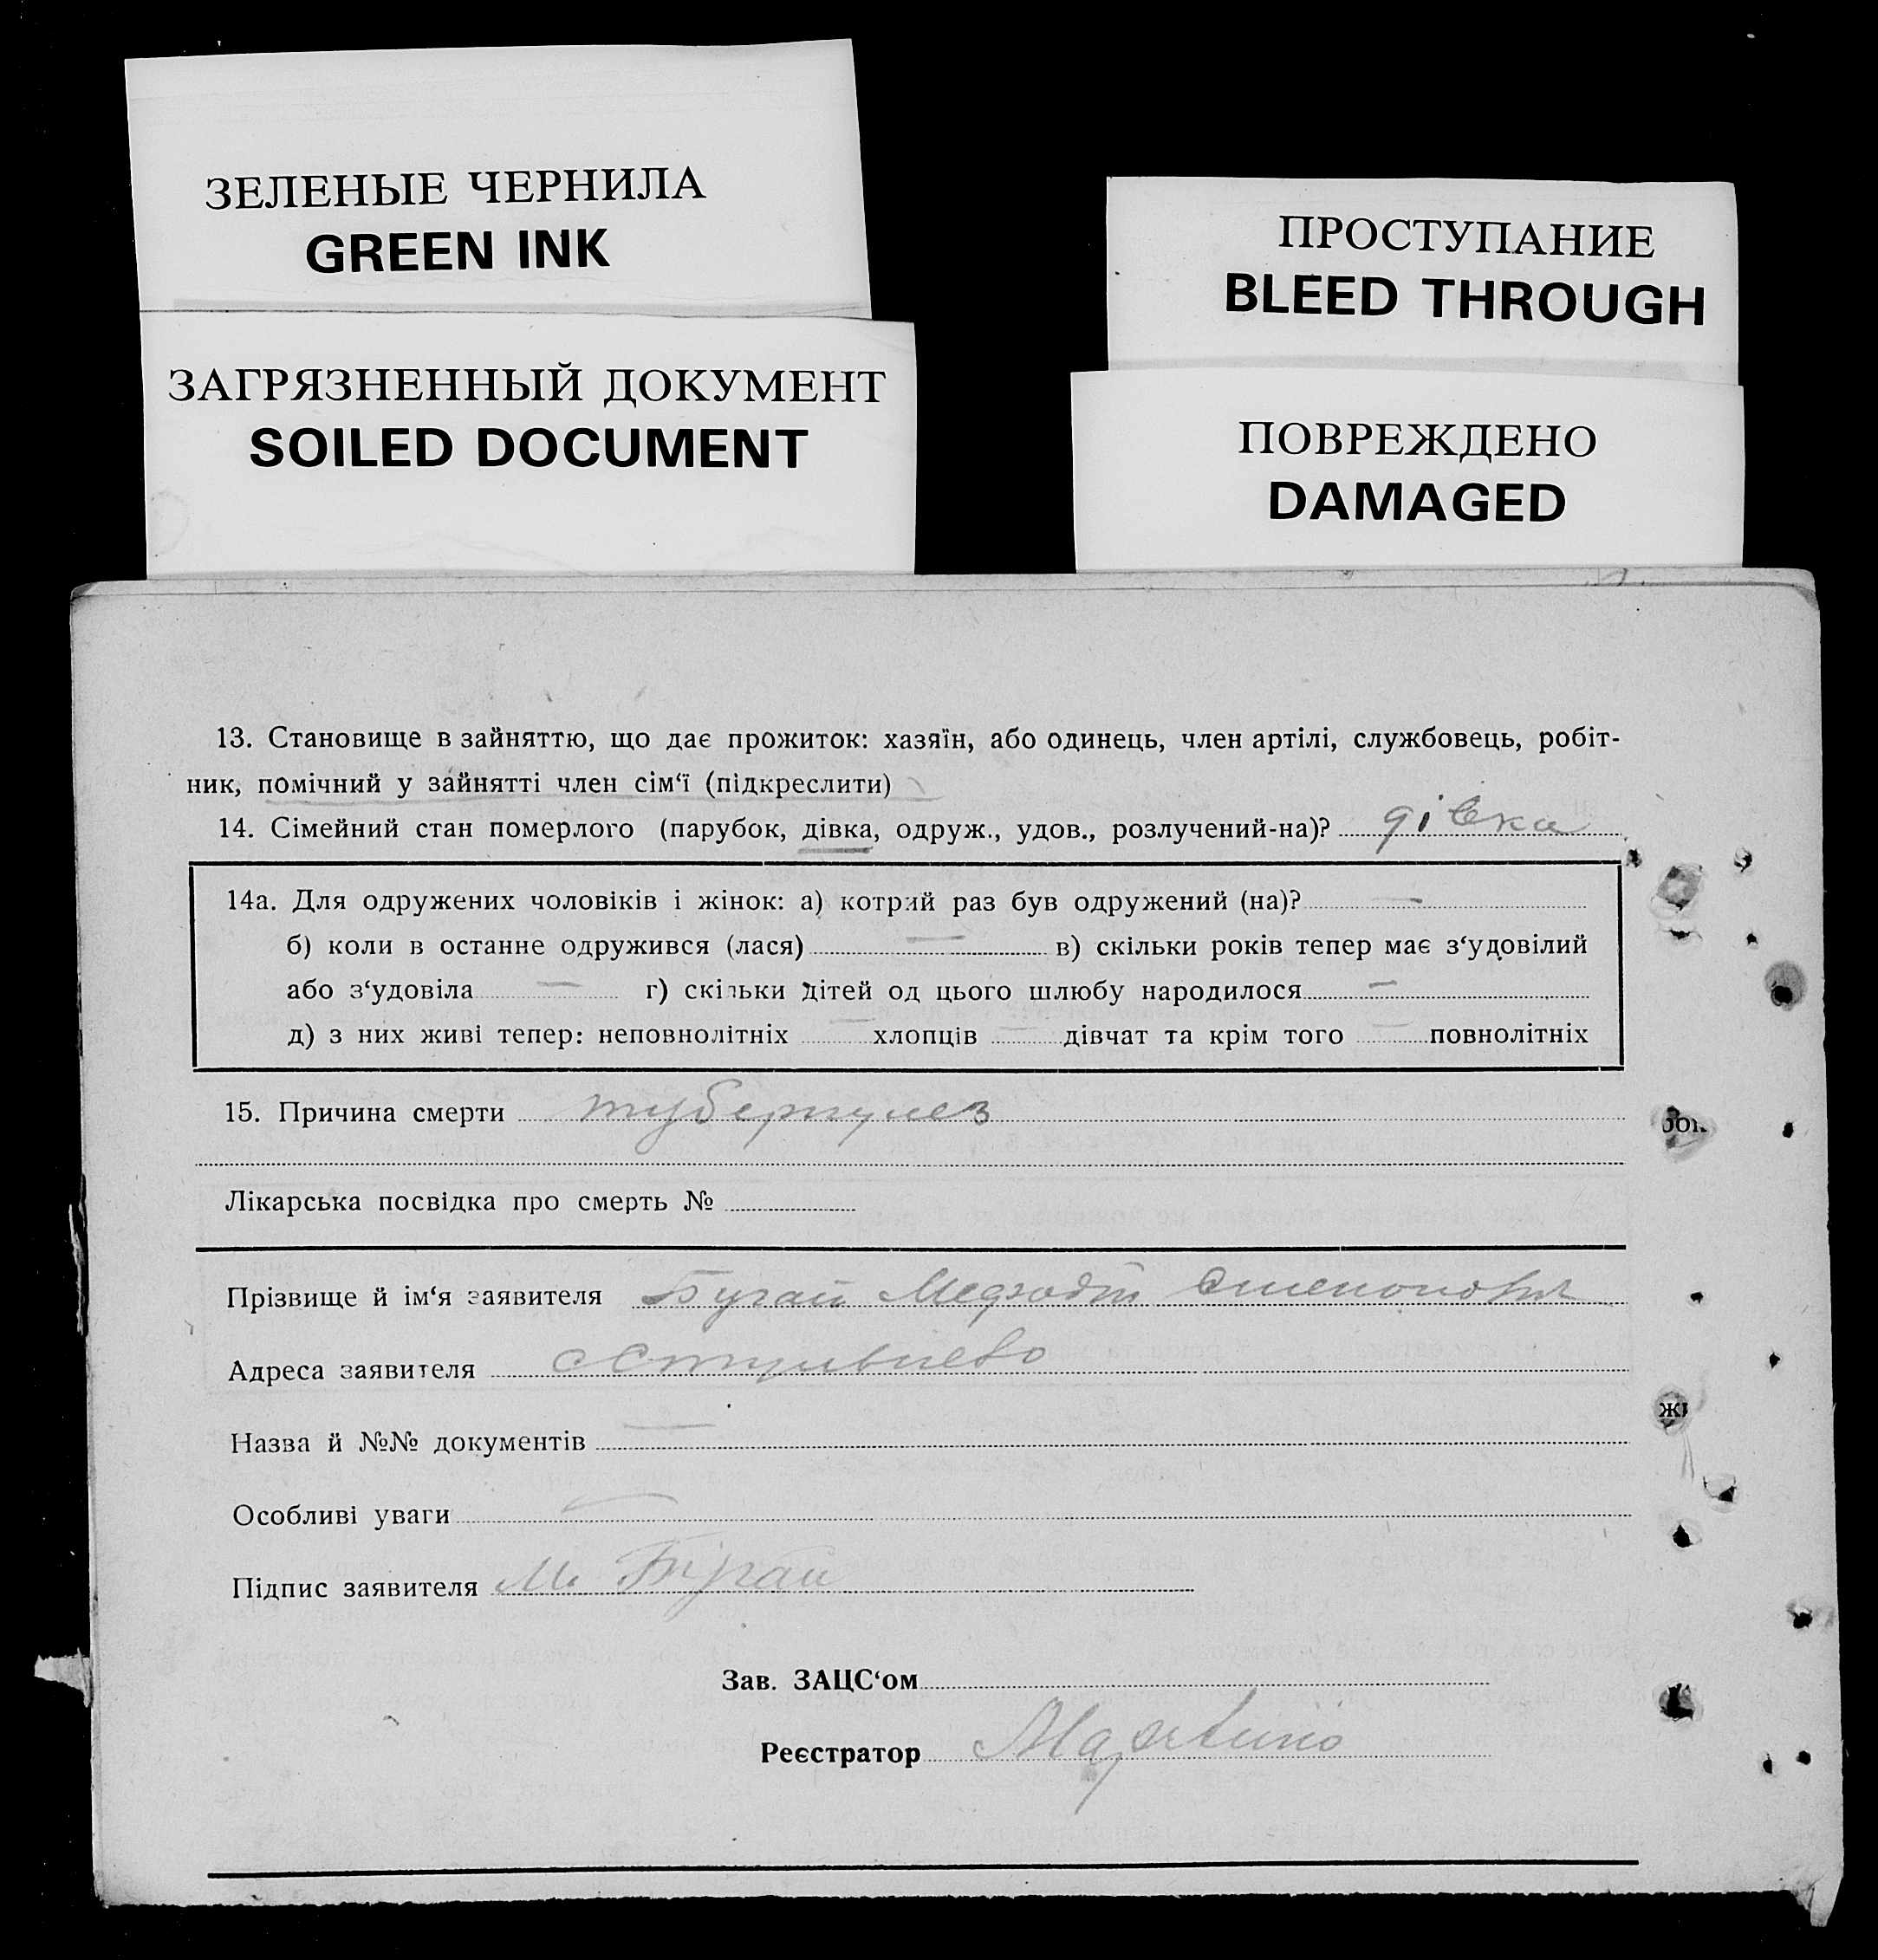 ЗЕЛЕНЫЕ ЧЕРНИЛА
GREEN INK
ЗАГРЯЗНЕННЫЙ ДОКУМЕНТ
SOILED DOCUMENT
ПРОСТУПАНИЕ
BLEED THROUGH
ПОВРЕЖДЕНО
DAMAGED
13. Становище в зайняттю, що дає прожиток: хазяїн, або одинець, член артілі, службовець, робіт-
ник, помічний у зайнятті член сім‘ї (підкреслити)
14. Сімейний стан померлого (парубок, дівка, одруж., удов., розлучений-на)? дівка
14а. Для одружених чоловіків і жінок: а) котрий раз був одружений (на)? —
б) коли в останне одружився (лася) — в) скільки років тепер має з‘удовілий
або з‘удовіла — г) скільки дітей од цього шлюбу народилося —
д) з них живі тепер: неповнолітніх — хлопців — дівчат та крім того — повнолітніх
15. Причина смерти туберкулез
Лікарська посвідка про смерть №
Прізвище й ім‘я заявителя Бугай Мефодій
Адреса заявителя
Назва й №№ документів —
Особливі уваги —
Підпис заявителя М. Бугай
Зав. ЗАЦС‘ом
Реєстратор